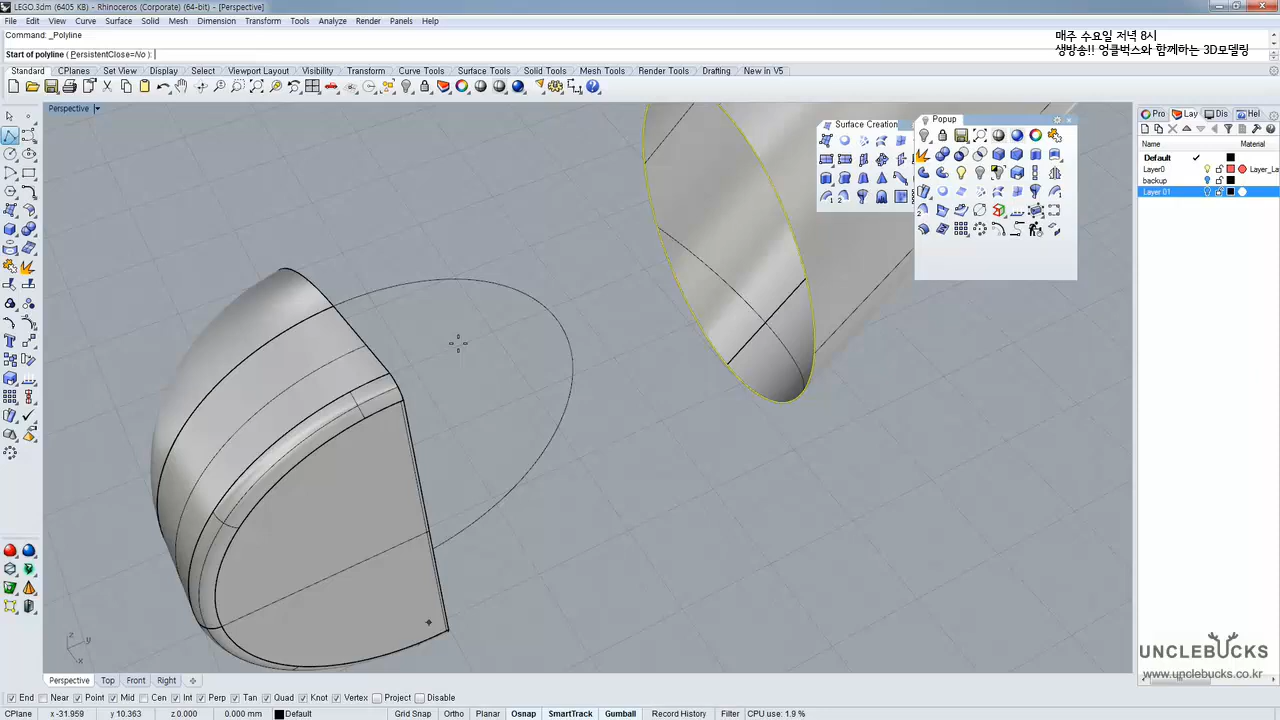 LEGO.3dm (6405 KB) - Rhinoceros (Corporate) (64-bit) - [Perspective]
File Edit View Curve Surface Solid Mesh Dimension Transform Tools Analyze Render Panels Help
Command: _Polyline
매주 수요일 저녁 8시
Start of polyline ( PersistentClose=No ):
생방송!! 엉클벅스와 함께하는 3D모델링
Standard CPlanes Set View Display Select Viewport Layout Visibility Transform Curve Tools Surface Tools Solid Tools Mesh Tools Render Tools Drafting New in V5
Perspective
Surface Creation
Popup
Pro Lay Dis Hel
Name Material
Default
Layer0 Layer_La
backup
Layer 01
z y x
UNCLEBUCKS
www.unclebucks.co.kr
Perspective Top Front Right
End Near Point Mid Cen Int Perp Tan Quad Knot Vertex Project Disable
CPlane x -31.959 y 10.363 z 0.000 0.000 mm Default Grid Snap Ortho Planar Osnap SmartTrack Gumball Record History Filter CPU use: 1.9 %